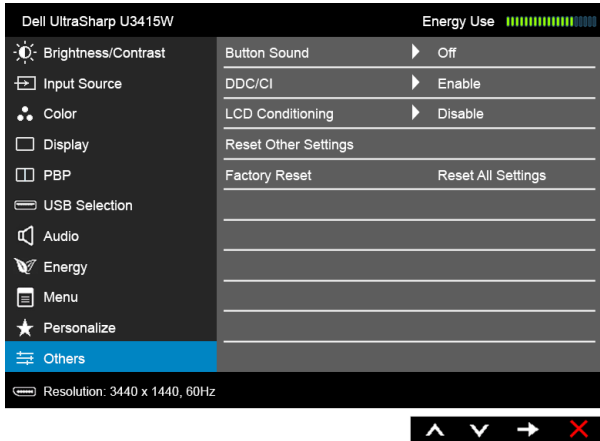 Dell UltraSharp U3415W Energy Use
Brightness/Contrast Button Sound Off
Input Source DDC/CI Enable
Color LCD Conditioning Disable
Display Reset Other Settings
PBP Factory Reset Reset All Settings
USB Selection
Audio
Energy
Menu
Personalize
Others
Resolution: 3440 x 1440, 60Hz